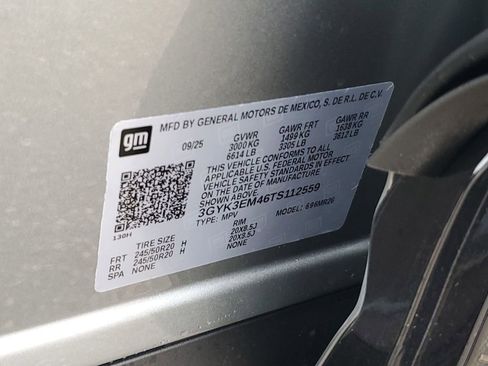 gm
MFD BY GENERAL MOTORS DE MEXICO, S. DE R.L. DE C.V.
09/25 GVWR GAWR FRT GAWR RR
3000 KG 1499 KG 1638 KG
6614 LB 3305 LB 3612 LB
THIS VEHICLE CONFORMS TO ALL
APPLICABLE U.S. FEDERAL MOTOR
VEHICLE SAFETY STANDARDS IN EFFECT
ON THE DATE OF MANUFACTURE
SHOWN ABOVE.
3GYK3EM46TS112559
TYPE: MPV MODEL: 696MR26
130H
TIRE SIZE RIM
FRT 245/50R20 H 20X8.5J
RR 245/50R20 H 20X8.5J
SPA NONE NONE